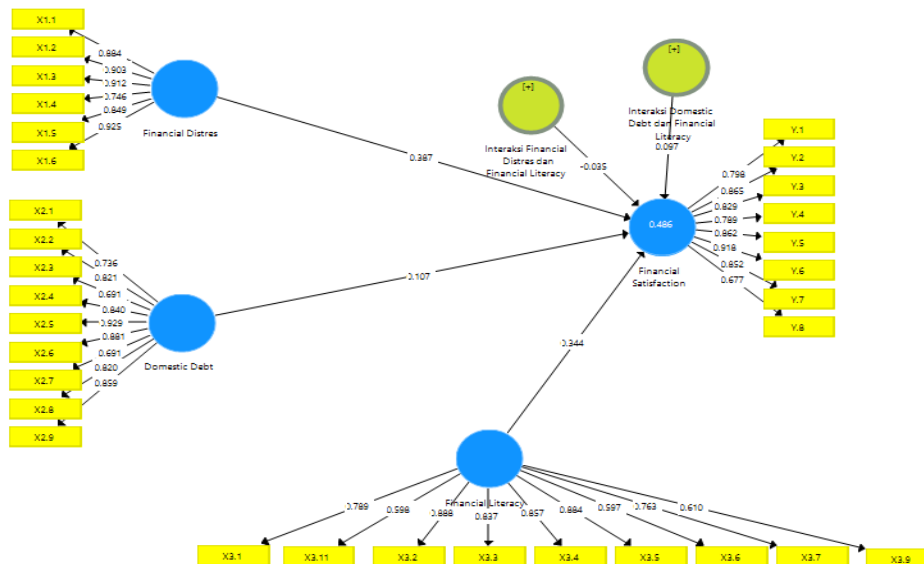 X1.1
X1.2
X1.3
X1.4
X1.5
X1.6
0.884
0.903
0.912
0.746
0.849
0.925
Financial Distres
[+]
Interaksi Financial
Distres dan
Financial Literacy
[+]
Interaksi Domestic
Debt dan Financial
Literacy
0.387
-0.035
0.097
X2.1
X2.2
X2.3
X2.4
X2.5
X2.6
X2.7
X2.8
X2.9
0.736
0.821
0.691
0.840
0.929
0.881
0.691
0.820
0.859
Domestic Debt
0.107
0.344
0.486
Financial
Satisfaction
0.798
0.865
0.829
0.789
0.862
0.918
0.852
0.677
Y.1
Y.2
Y.3
Y.4
Y.5
Y.6
Y.7
Y.8
Financial Literacy
0.789
0.598
0.888
0.837
0.857
0.884
0.597
0.763
0.610
X3.1
X3.11
X3.2
X3.3
X3.4
X3.5
X3.6
X3.7
X3.9